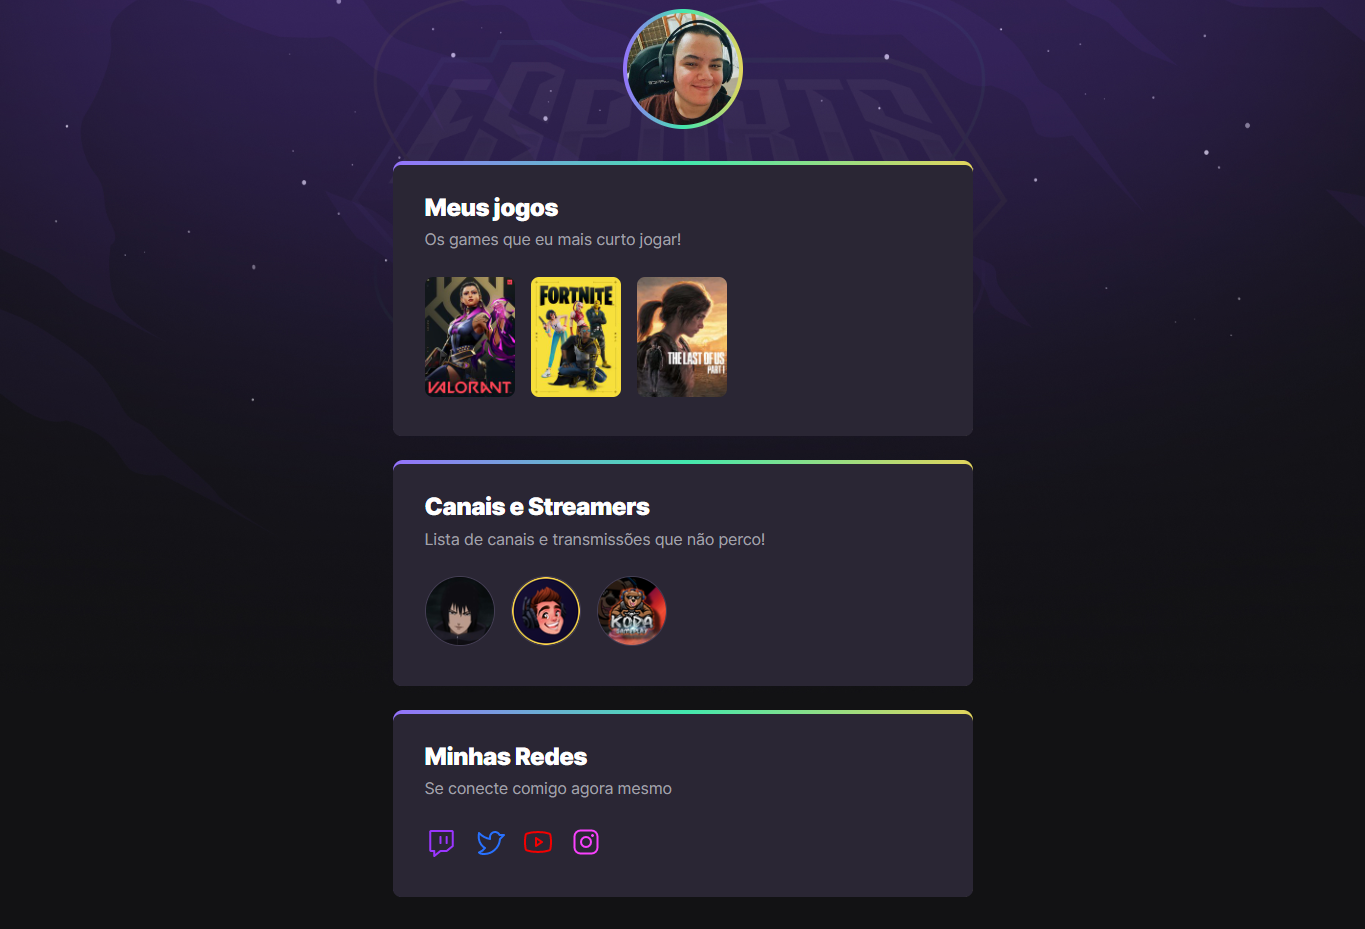 ESPORTS
Meus jogos
Os games que eu mais curto jogar!
VALORANT
FORTNITE
THE LAST OF US
PART I
Canais e Streamers
Lista de canais e transmissões que não perco!
KODA
Minhas Redes
Se conecte comigo agora mesmo